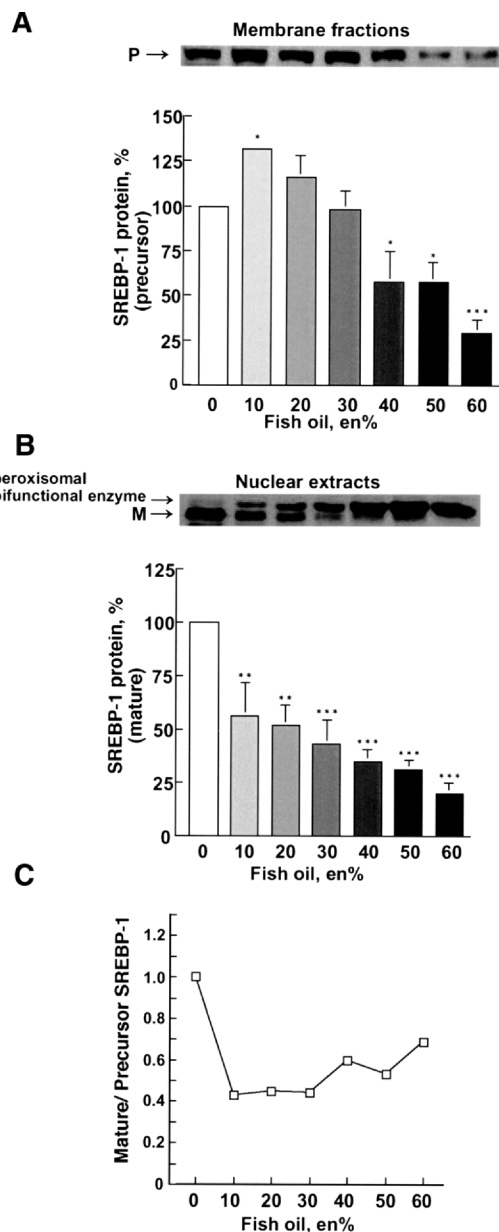 A
Membrane fractions
P →
150
125
100
75
50
25
0
SREBP-1 protein, %
(precursor)
*
*
*
***
0 10 20 30 40 50 60
Fish oil, en%
B
Nuclear extracts
peroxisomal
bifunctional enzyme →
M →
125
100
75
50
25
0
SREBP-1 protein, %
(mature)
**
**
***
***
***
***
0 10 20 30 40 50 60
Fish oil, en%
C
1.2
1.0
0.8
0.6
0.4
0.2
0
Mature/ Precursor SREBP-1
0 10 20 30 40 50 60
Fish oil, en%